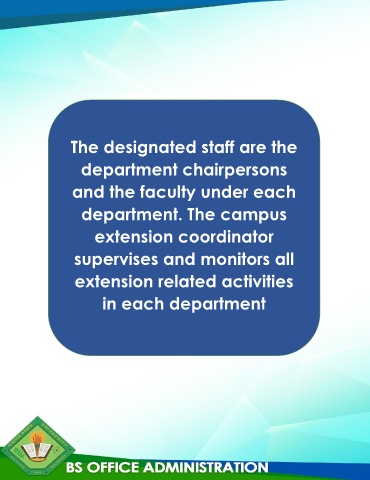 The designated staff are the
department chairpersons
and the faculty under each
department. The campus
extension coordinator
supervises and monitors all
extension related activities
in each department
BS OFFICE ADMINISTRATION